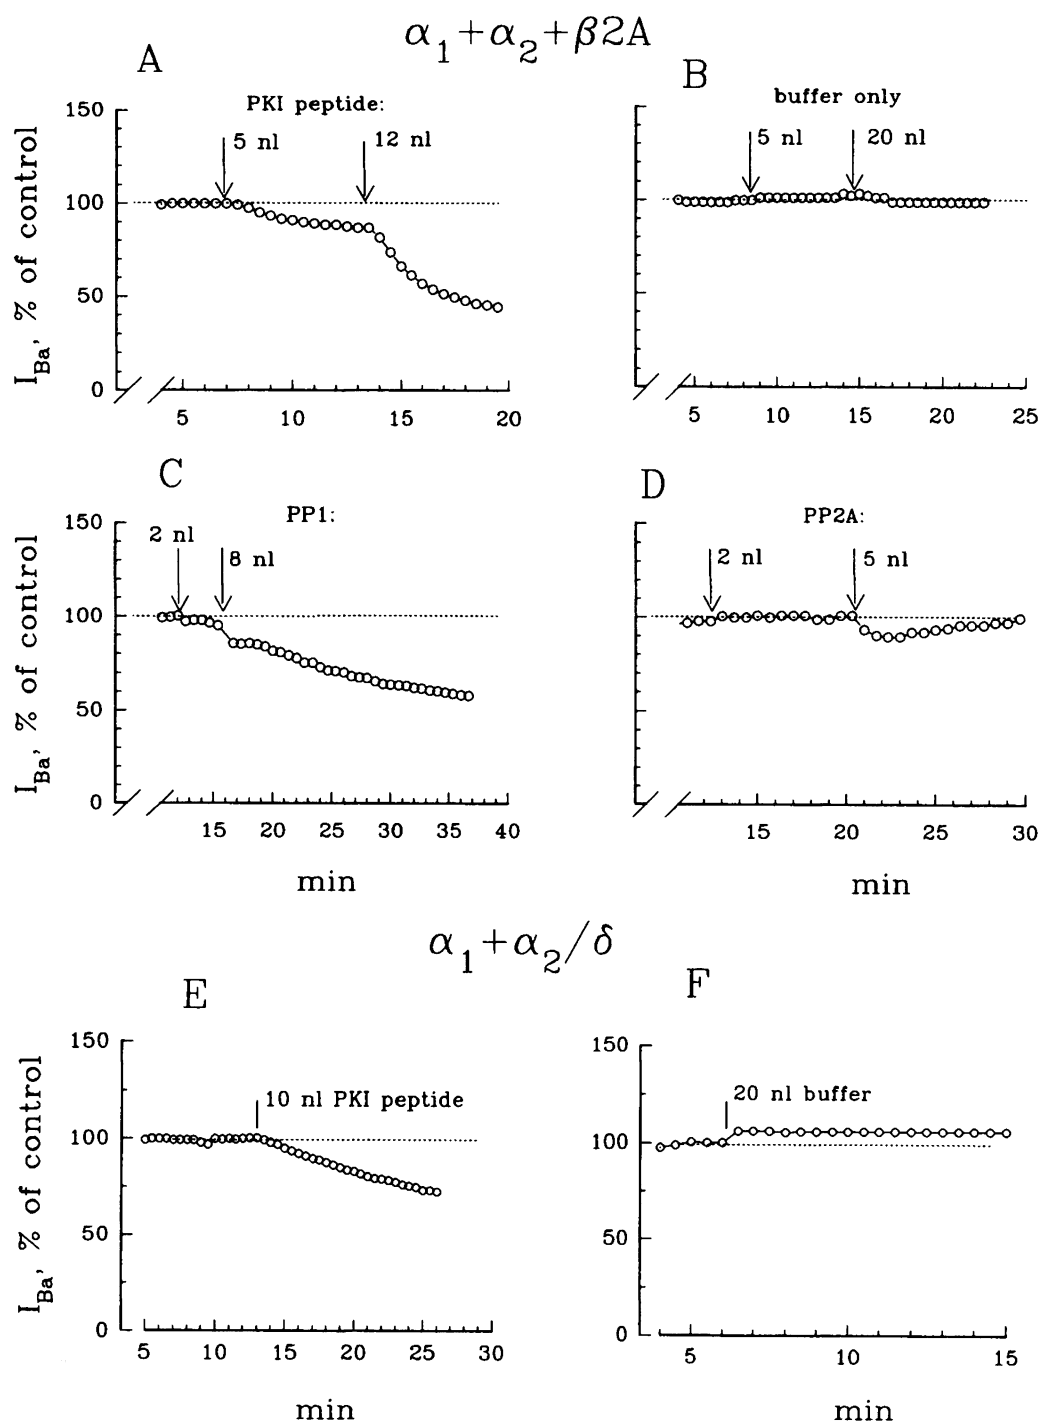 α1+α2+β2A
A
PKI peptide:
5 nl
12 nl
I_Ba, % of control
150
100
50
0
5 10 15 20
B
buffer only
5 nl 20 nl
5 10 15 20 25
C
PP1:
2 nl
8 nl
I_Ba, % of control
150
100
50
0
15 20 25 30 35 40
min
D
PP2A:
2 nl 5 nl
15 20 25 30
min
α1+α2/δ
E
10 nl PKI peptide
I_Ba, % of control
150
100
50
0
5 10 15 20 25 30
min
F
20 nl buffer
150
100
50
0
5 10 15
min